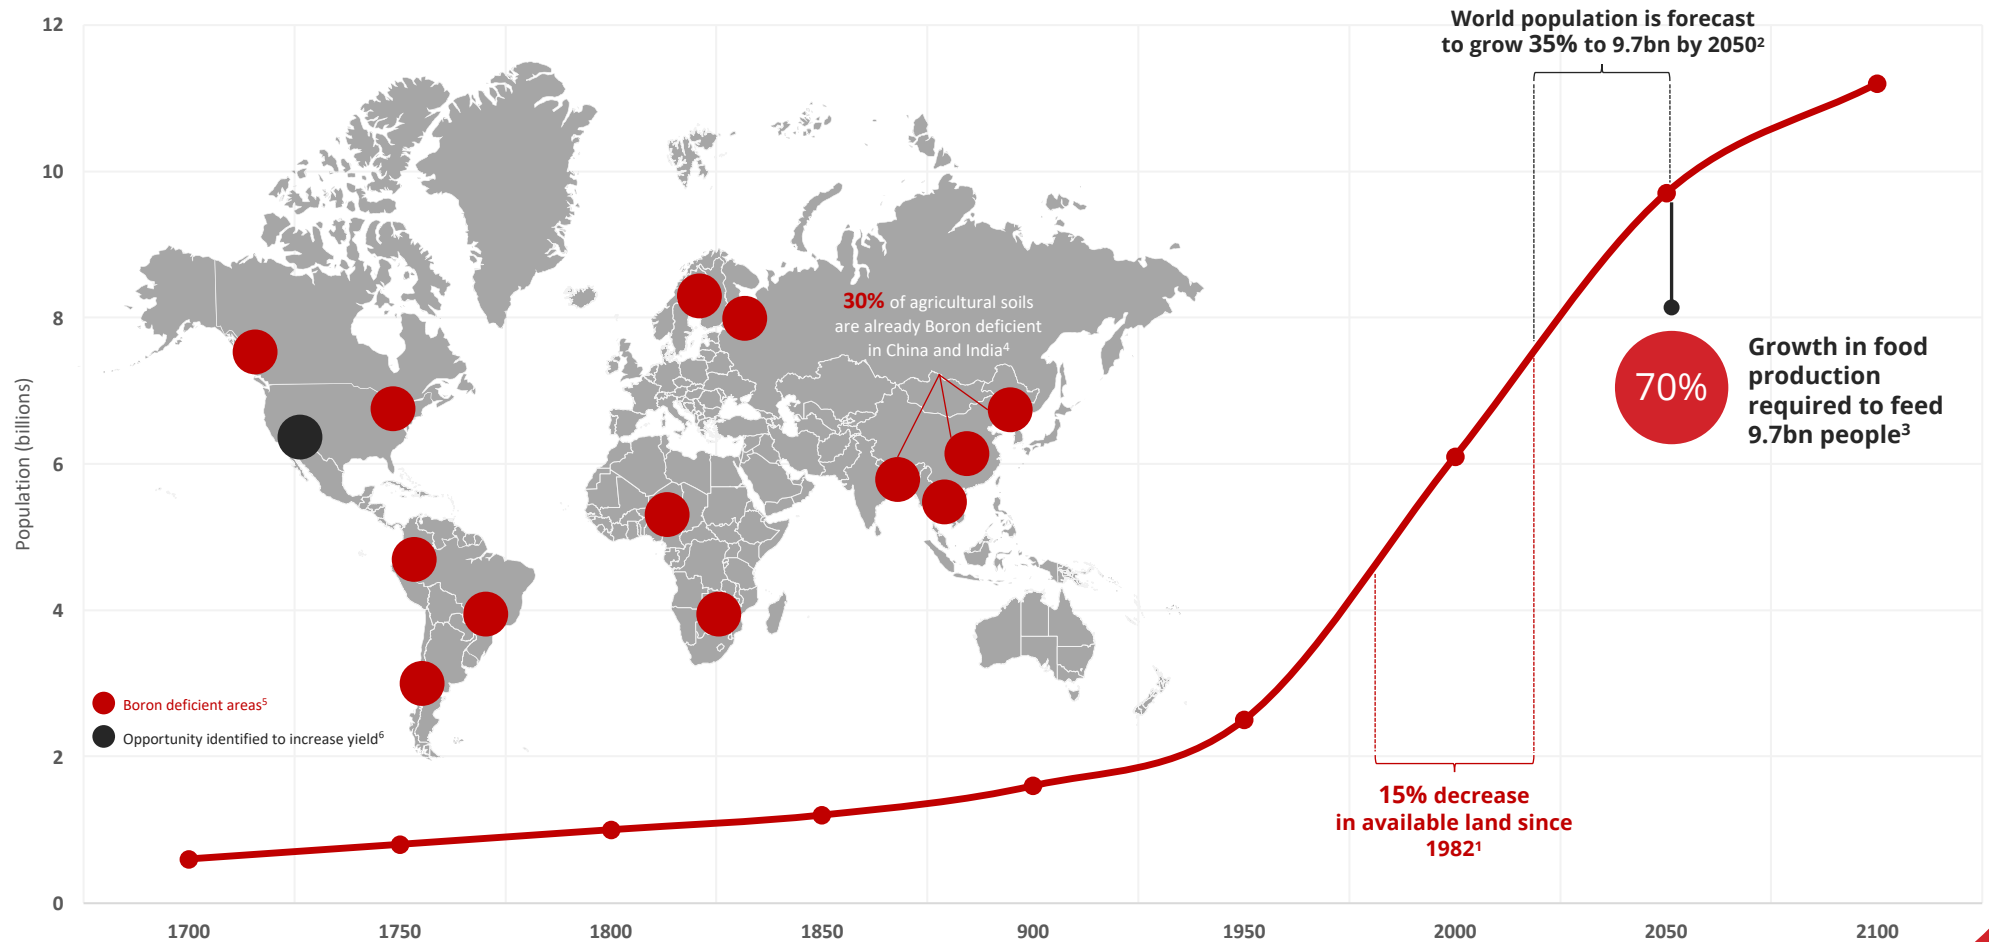 12
World population is forecast
to grow 35% to 9.7bn by 2050²
10
8
30% of agricultural soils
are already Boron deficient
in China and India⁴
Growth in food
production
required to feed
9.7bn people³
70%
Population (billions)
6
4
Boron deficient areas⁵
Opportunity identified to increase yield⁶
2
15% decrease
in available land since
1982¹
0
1700 1750 1800 1850 900 1950 2000 2050 2100